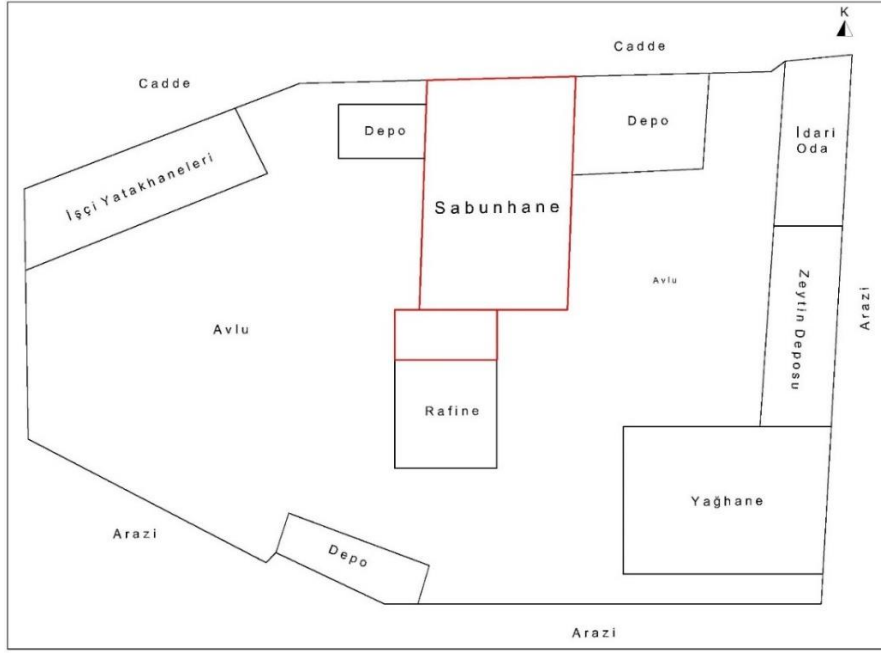 K
Cadde
Cadde
Depo
Depo
İdari
Oda
İşçi Yatakhaneleri
Sabunhane
Avlu
Zeytin Deposu
Arazi
Avlu
Rafine
Yağhane
Arazi
Depo
Arazi